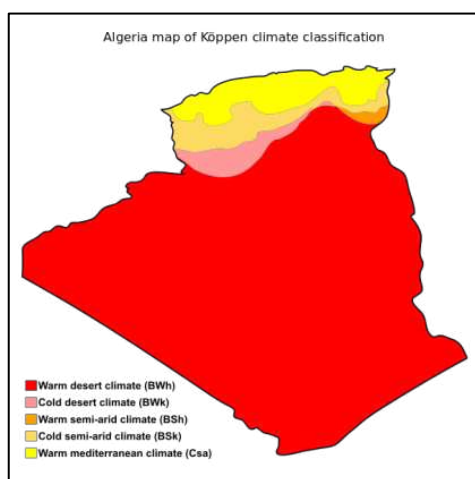 Algeria map of Köppen climate classification
Warm desert climate (BWh)
Cold desert climate (BWk)
Warm semi-arid climate (BSh)
Cold semi-arid climate (BSk)
Warm mediterranean climate (Csa)